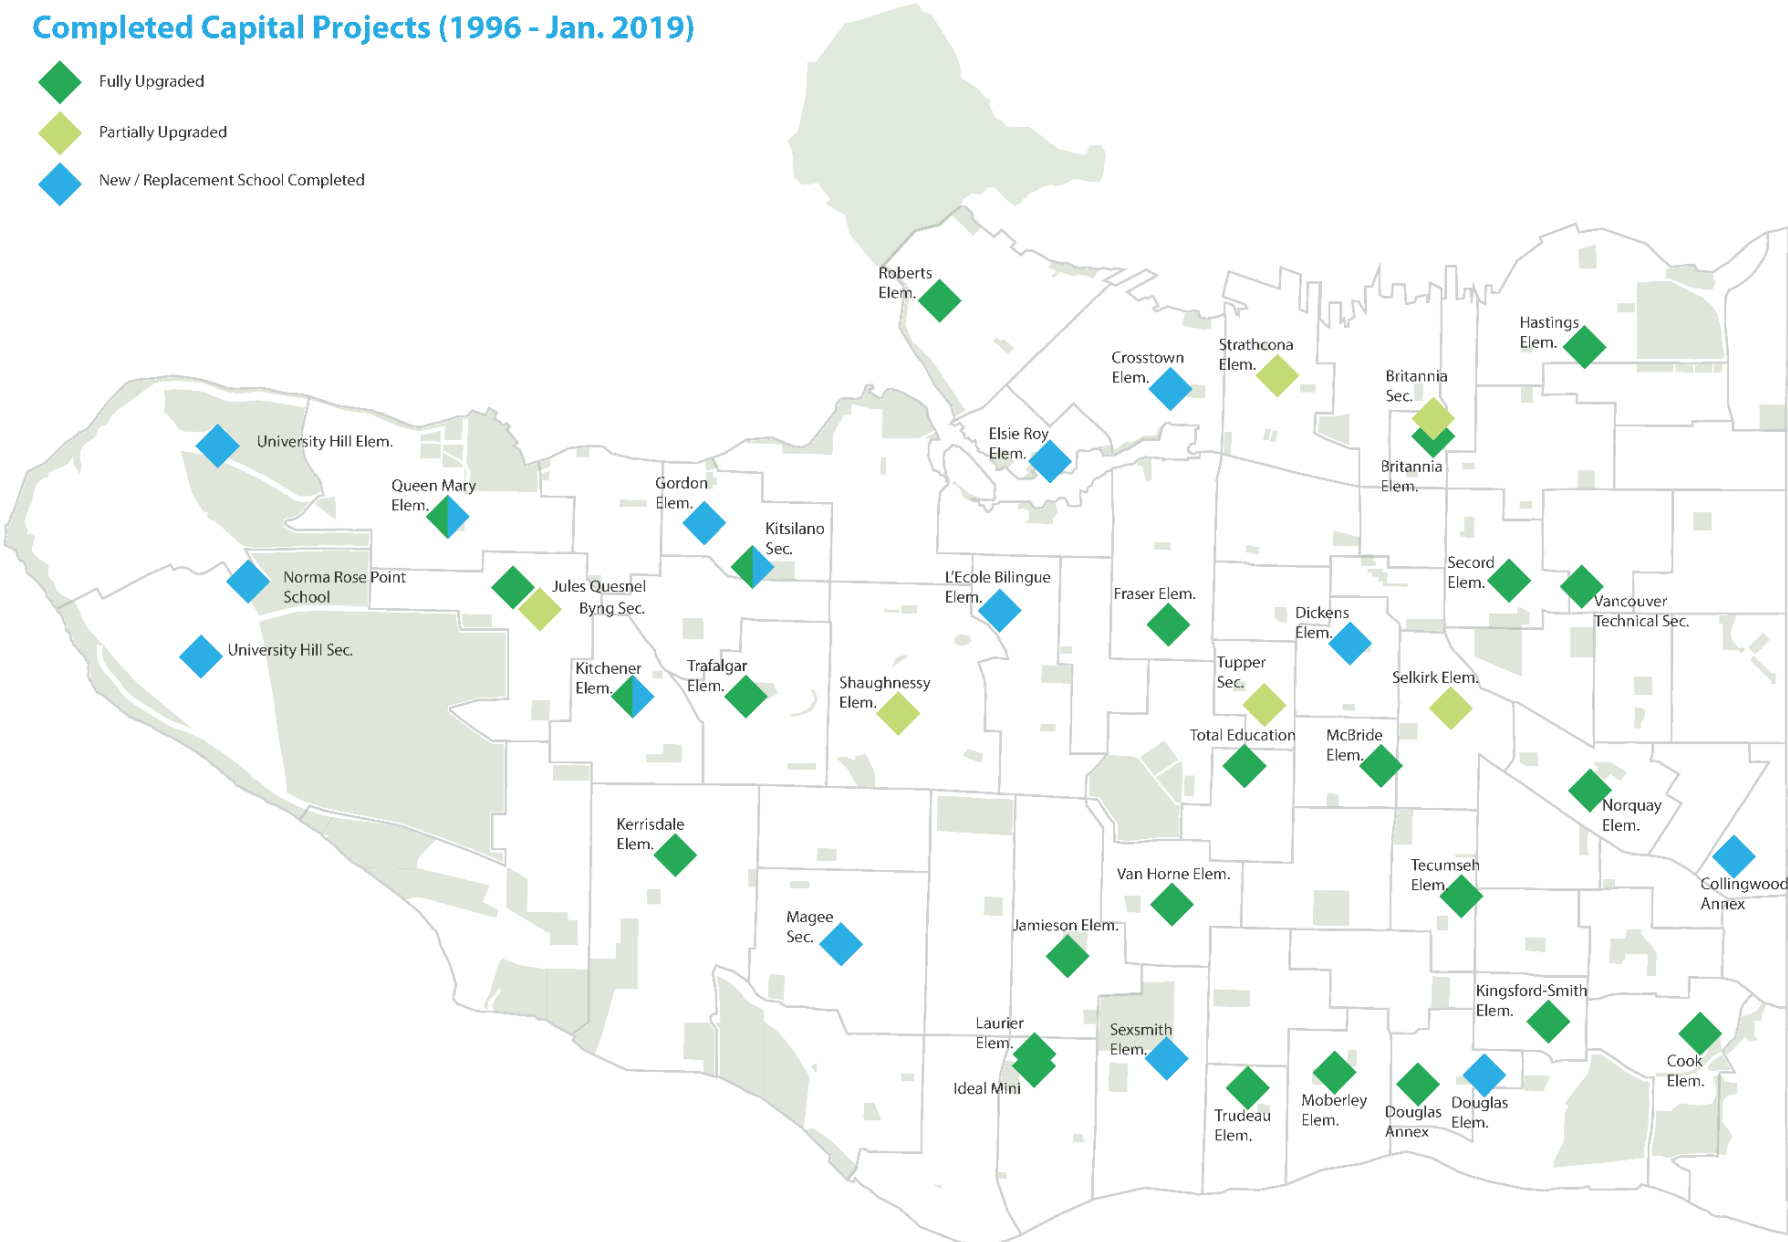 Completed Capital Projects (1996 - Jan. 2019)
Fully Upgraded
Partially Upgraded
New / Replacement School Completed
Roberts
Elem.
Hastings
Elem.
Strathcona
Elem.
Crosstown
Elem.
Britannia
Sec.
Elsie Roy
Elem.
University Hill Elem.
Britannia
Elem.
Queen Mary
Elem.
Gordon
Elem.
Kitsilano
Sec.
Norma Rose Point
School
Jules Quesnel
Byng Sec.
L'Ecole Bilingue
Elem.
Fraser Elem.
Secord
Elem.
Vancouver
Technical Sec.
Dickens
Elem.
University Hill Sec.
Kitchener
Elem.
Trafalgar
Elem.
Shaughnessy
Elem.
Tupper
Sec.
Selkirk Elem.
Total Education
McBride
Elem.
Norquay
Elem.
Kerrisdale
Elem.
Van Horne Elem.
Tecumseh
Elem.
Collingwood
Annex
Magee
Sec.
Jamieson Elem.
Kingsford-Smith
Elem.
Laurier
Elem.
Ideal Mini
Sexsmith
Elem.
Cook
Elem.
Trudeau
Elem.
Moberley
Elem.
Douglas
Annex
Douglas
Elem.